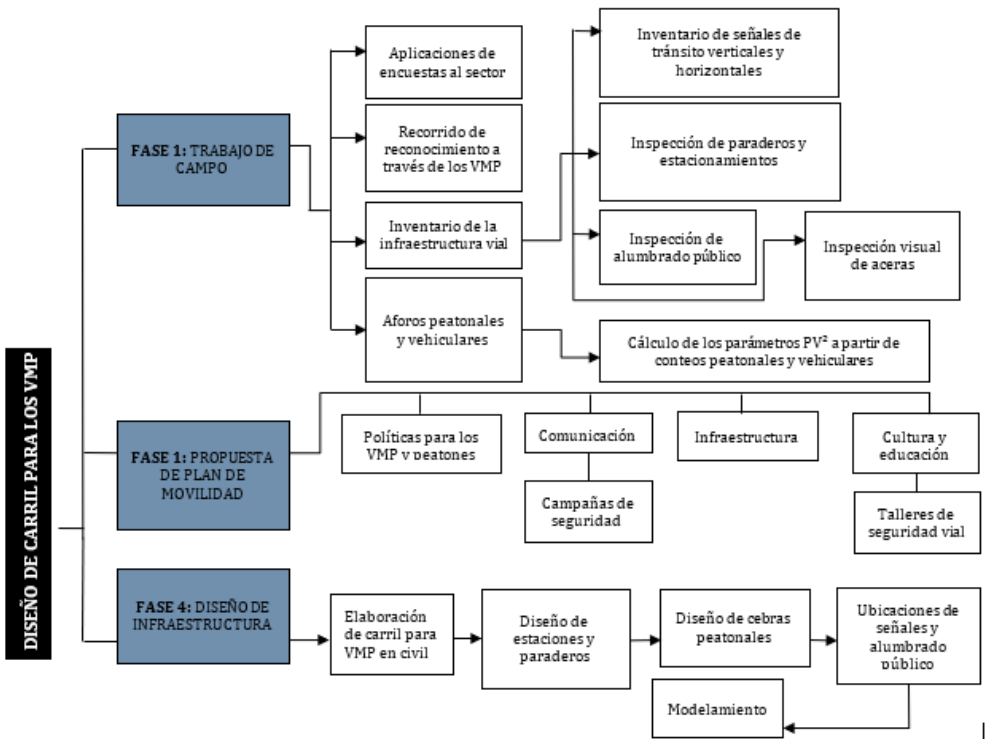 DISEÑO DE CARRIL PARA LOS VMP
FASE 1: TRABAJO DE
CAMPO
Aplicaciones de
encuestas al sector
Recorrido de
reconocimiento a
través de los VMP
Inventario de la
infraestructura vial
Aforos peatonales
y vehiculares
Inventario de señales de
tránsito verticales y
horizontales
Inspección de paraderos y
estacionamientos
Inspección de
alumbrado público
Inspección visual
de aceras
Cálculo de los parámetros PV² a partir de
conteos peatonales y vehiculares
FASE 1: PROPUESTA
DE PLAN DE
MOVILIDAD
Políticas para los
VMP y peatones
Comunicación
Campañas de
seguridad
Infraestructura
Cultura y
educación
Talleres de
seguridad vial
FASE 4: DISEÑO DE
INFRAESTRUCTURA
Elaboración
de carril para
VMP en civil
Diseño de
estaciones y
paraderos
Diseño de cebras
peatonales
Ubicaciones de
señales y
alumbrado
público
Modelamiento